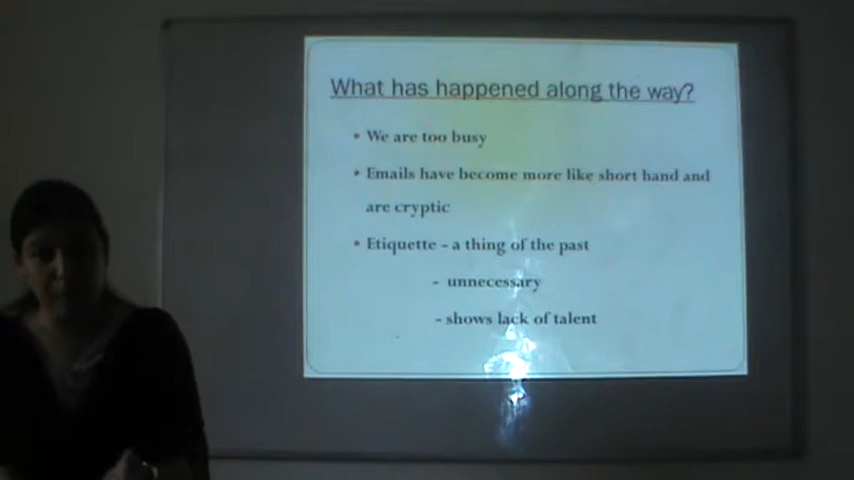 What has happened along the way?
• We are too busy
• Emails have become more like short hand and
are cryptic
• Etiquette - a thing of the past
- unnecessary
- shows lack of talent